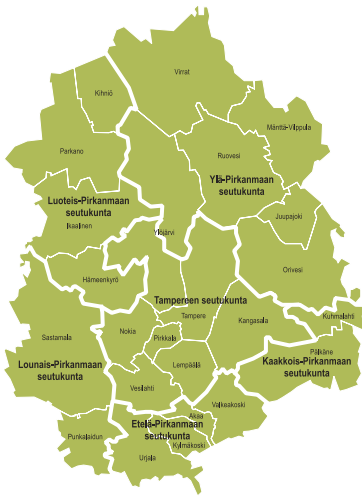 Virrat
Kihniö
Mänttä-Vilppula
Parkano
Ruovesi
Ylä-Pirkanmaan
seutukunta
Luoteis-Pirkanmaan
seutukunta
Juupajoki
Ikaalinen
Ylöjärvi
Orivesi
Hämeenkyrö
Tampereen seutukunta
Tampere
Kangasala
Kuhmalahti
Nokia
Sastamala
Pirkkala
Pälkäne
Kaakkois-Pirkanmaan
seutukunta
Lounais-Pirkanmaan
seutukunta
Lempäälä
Vesilahti
Valkeakoski
Akaa
Etelä-Pirkanmaan
seutukunta
Punkalaidun
Kylmäkoski
Urjala